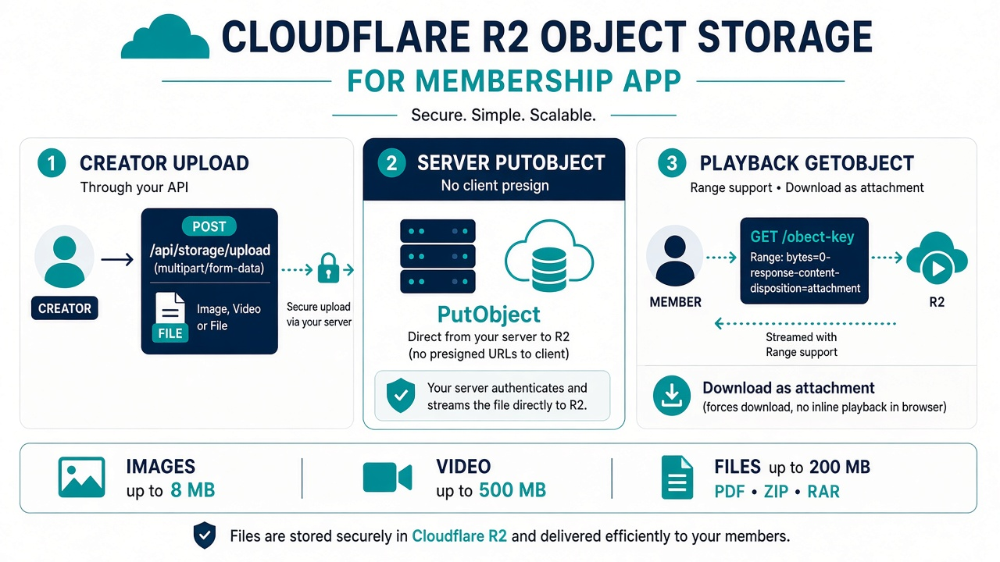 CLOUDFLARE R2 OBJECT STORAGE
FOR MEMBERSHIP APP
Secure. Simple. Scalable.
1 CREATOR UPLOAD
Through your API
CREATOR
POST
/api/storage/upload
(multipart/form-data)
FILE
Image, Video
or File
Secure upload
via your server
2 SERVER PUTOBJECT
No client presign
PutObject
Direct from your server to R2
(no presigned URLs to client)
Your server authenticates and
streams the file directly to R2.
3 PLAYBACK GETOBJECT
Range support • Download as attachment
MEMBER
GET /obect-key
Range: bytes=0-
response-content-
disposition=attachment
R2
Streamed with
Range support
Download as attachment
(forces download, no inline playback in browser)
IMAGES
up to 8 MB
VIDEO
up to 500 MB
FILES up to 200 MB
PDF • ZIP • RAR
Files are stored securely in Cloudflare R2 and delivered efficiently to your members.